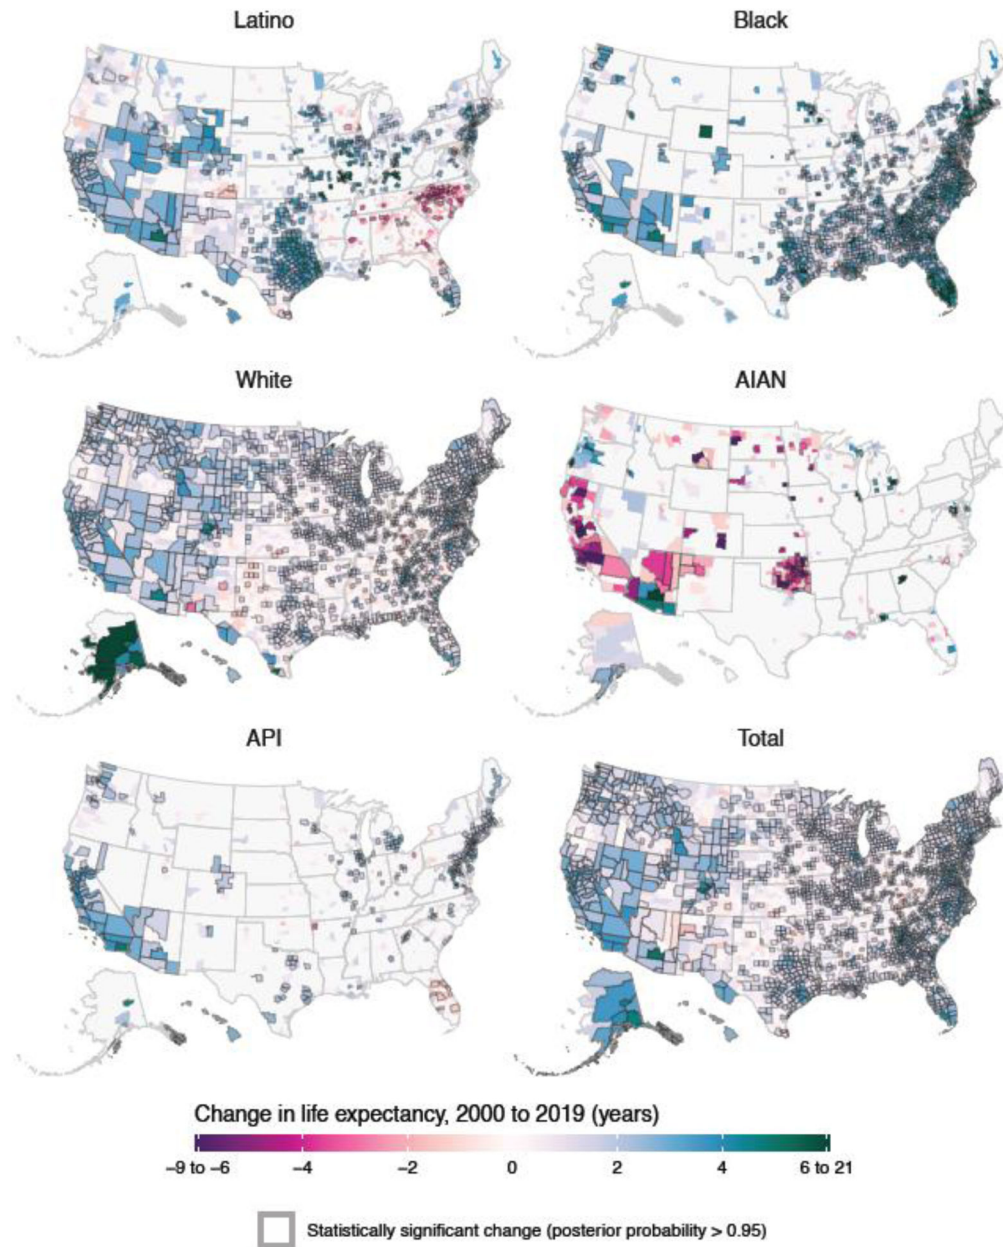 Latino
Black
White
AIAN
API
Total
Change in life expectancy, 2000 to 2019 (years)
−9 to −6
−4
−2
0
2
4
6 to 21
Statistically significant change (posterior probability > 0.95)